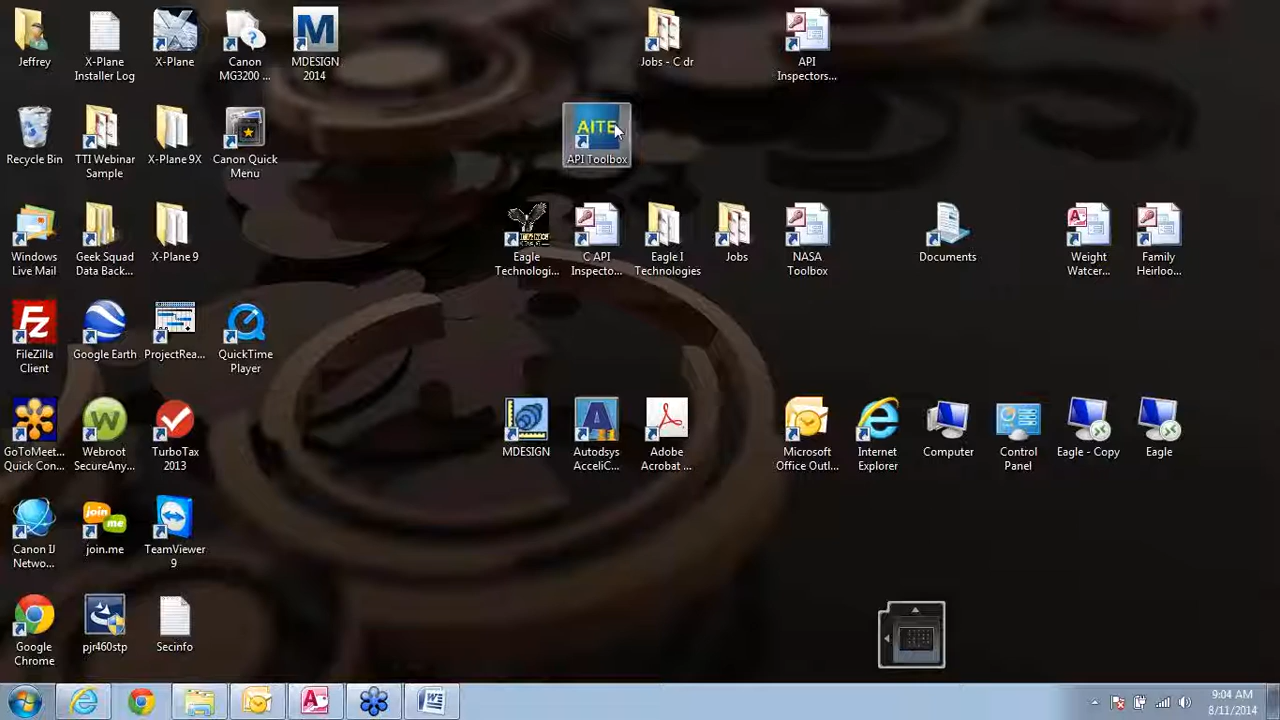 Jeffrey
X-Plane
Installer Log
X-Plane
Canon
MG3200 ...
MDESIGN
2014
Jobs - C dr
API
Inspectors...
Recycle Bin
TTI Webinar
Sample
X-Plane 9X
Canon Quick
Menu
AITE
API Toolbox
Windows
Live Mail
Geek Squad
Data Back...
X-Plane 9
Eagle
Technologi...
C API
Inspecto...
Eagle I
Technologies
Jobs
NASA
Toolbox
Documents
Weight
Watcer...
Family
Heirloo...
FileZilla
Client
Google Earth
ProjectRea...
QuickTime
Player
GoToMeet...
Quick Con...
Webroot
SecureAny...
TurboTax
2013
MDESIGN
Autodsys
AcceliC...
Adobe
Acrobat ...
Microsoft
Office Outl...
Internet
Explorer
Computer
Control
Panel
Eagle - Copy
Eagle
Canon IJ
Netwo...
join.me
join
me
TeamViewer
9
Google
Chrome
pjr460stp
Secinfo
9:04 AM
8/11/2014